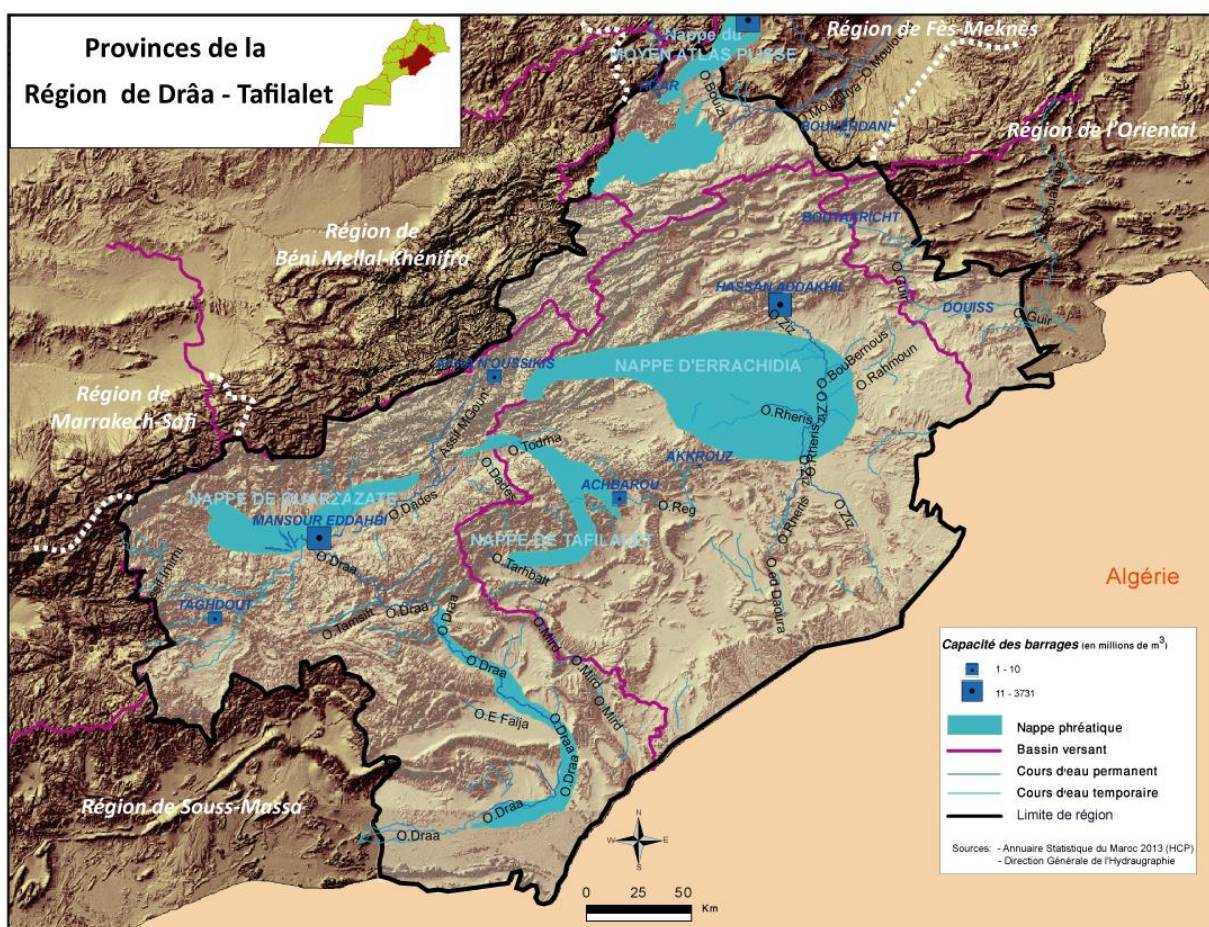 Provinces de la
Région de Drâa - Tafilalet
Nappe du
MOYEN ATLAS PLISSE
Région de Fès-Meknès
O.Bouizi
Moulouya
BOUKERDANE
Région de l'Oriental
Région de
Béni Mellal-Khénifra
BOUTAARICHT
HASSAN ADDAKHIL
O.Ziz
O.Guir
DOUISS
O.Guir
O.BouBernous
O.Rahmoun
NAPPE D'ERRACHIDIA
Région de
Marrakech-Safi
Assif M'Goun
O.Ziz
O.Rheris
O.Rheris
O.Todrha
AKKROUZ
O.Dades
ACHBAROU
O.Reg
O.Rheris
O.Ziz
NAPPE DE OUARZAZATE
O.Dades
MANSOUR EDDAHBI
NAPPE DE TAFILALET
O.Draa
O.Tarhbalt
O.ed Daoura
Algérie
TAGHDOUT
O.Tamsift
O.Draa
O.Draa
O.Mird
O.Draa
O.Mird
O.Mird
O.E Faija
O.Draa
O.Draa
Région de Souss-Massa
O.Draa
O.Draa
N
W E
S
0 25 50
Km
Capacité des barrages (en millions de m3)
1 - 10
11 - 3731
Nappe phréatique
Bassin versant
Cours d'eau permanent
Cours d'eau temporaire
Limite de région
Sources: - Annuaire Statistique du Maroc 2013 (HCP)
- Direction Générale de l'Hydraugraphie